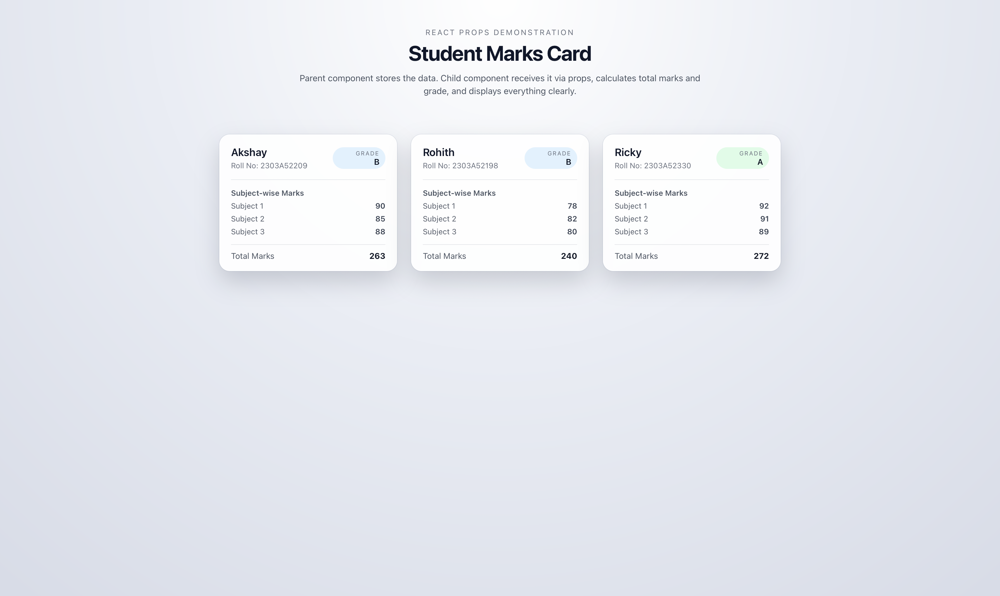 REACT PROPS DEMONSTRATION
Student Marks Card
Parent component stores the data. Child component receives it via props, calculates total marks and
grade, and displays everything clearly.
Akshay
Roll No: 2303A52209
GRADE
B
Subject-wise Marks
Subject 1 90
Subject 2 85
Subject 3 88
Total Marks 263
Rohith
Roll No: 2303A52198
GRADE
B
Subject-wise Marks
Subject 1 78
Subject 2 82
Subject 3 80
Total Marks 240
Ricky
Roll No: 2303A52330
GRADE
A
Subject-wise Marks
Subject 1 92
Subject 2 91
Subject 3 89
Total Marks 272